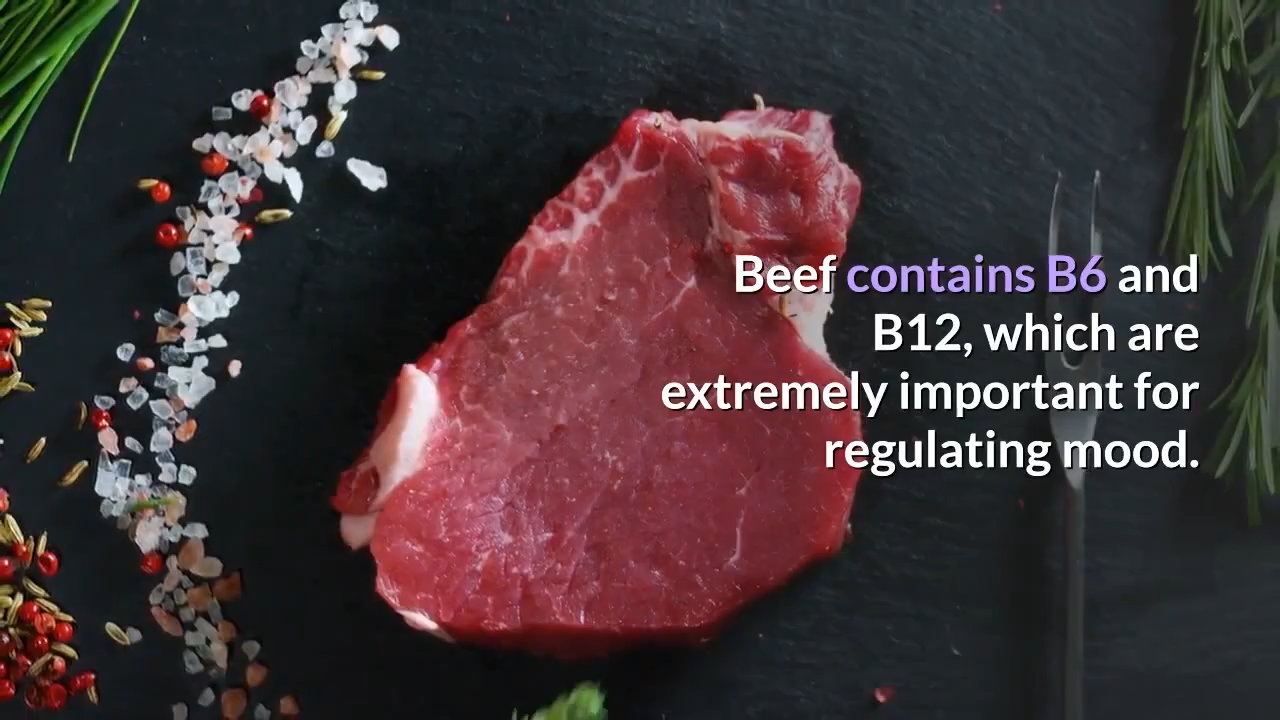 Beef contains B6 and
B12, which are
extremely important for
regulating mood.